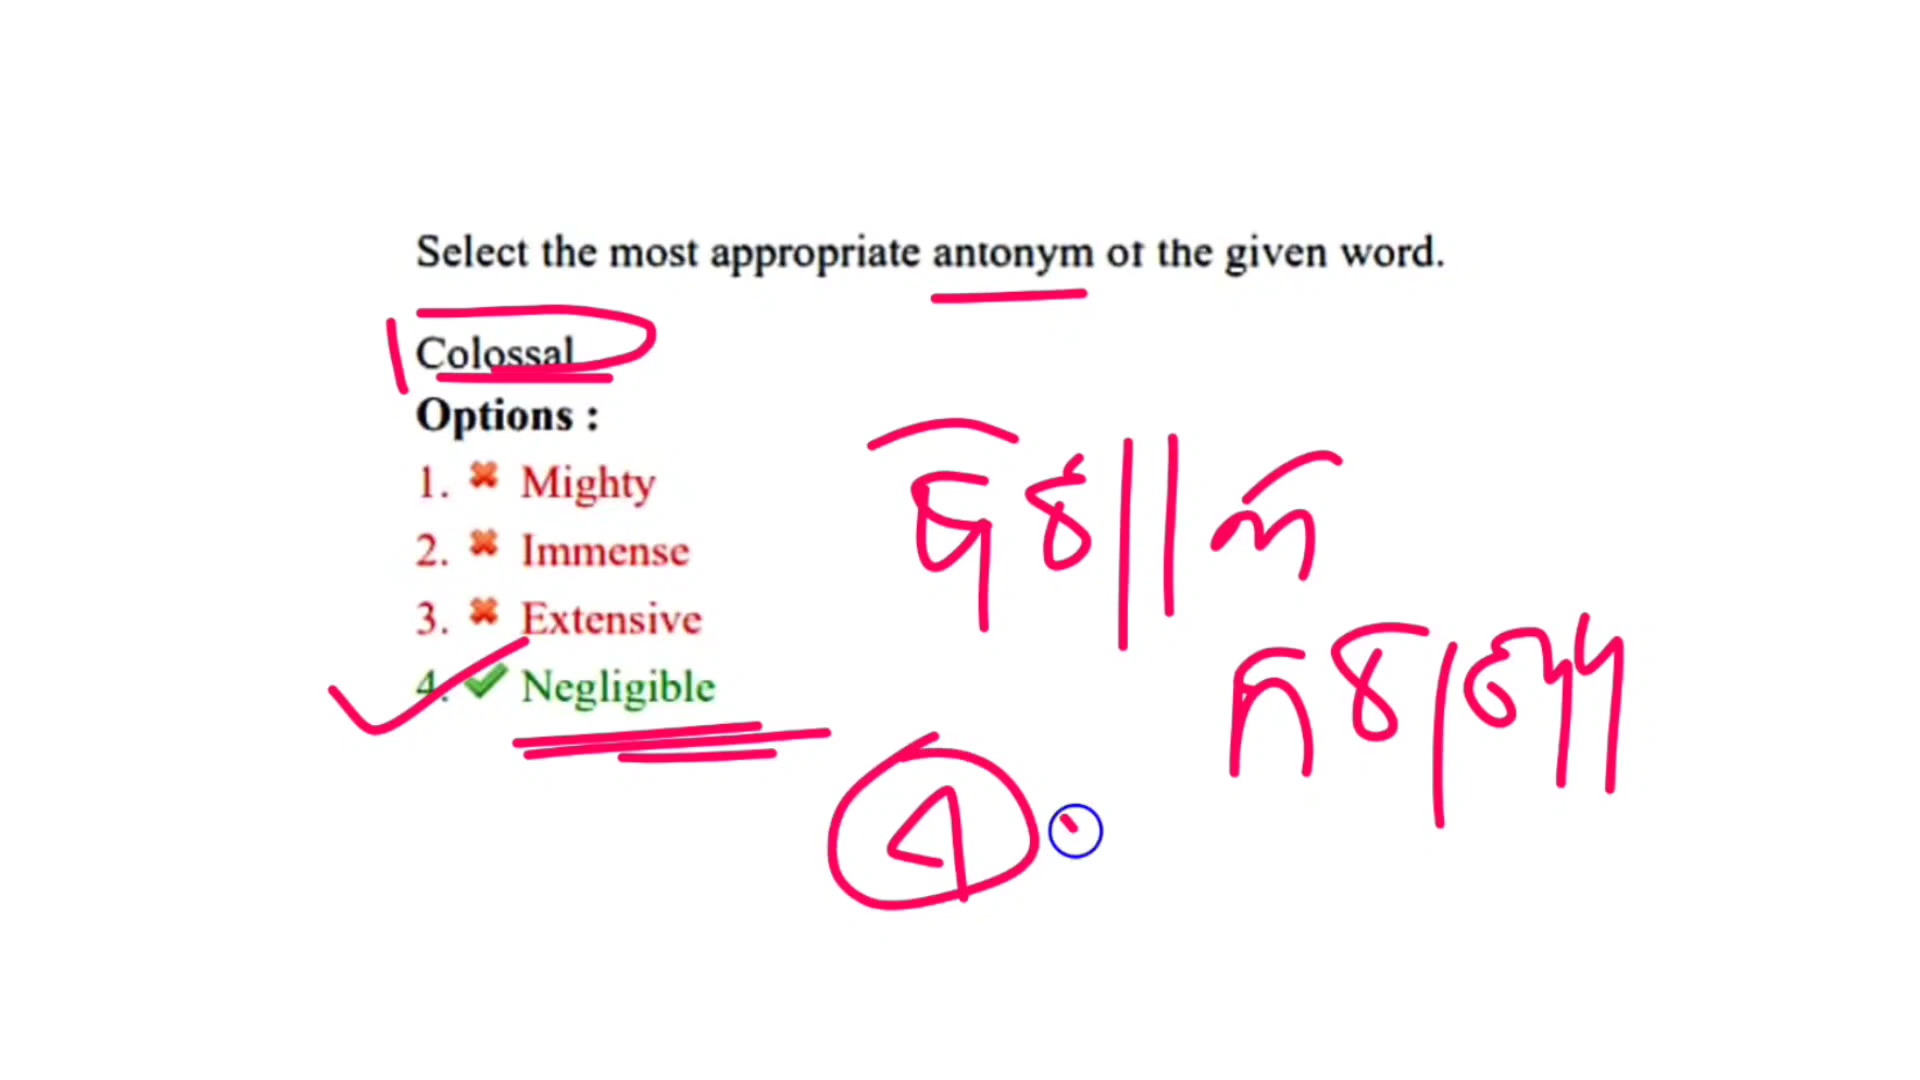 Select the most appropriate antonym of the given word.
Colossal
Options :
1. Mighty
2. Immense
3. Extensive
4. Negligible
4